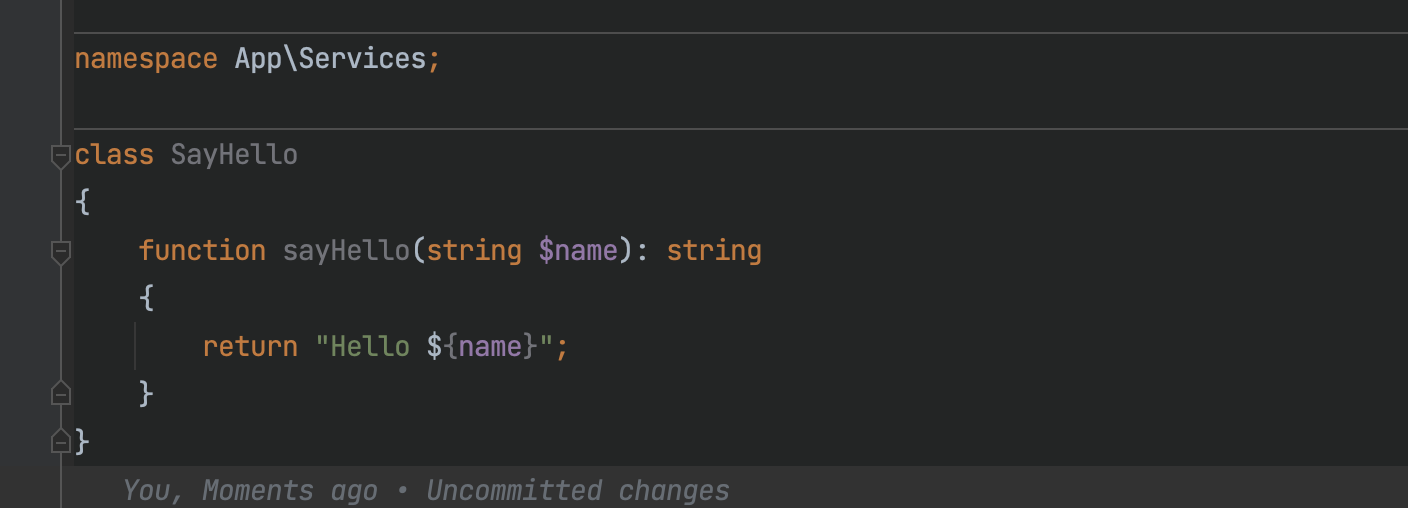 namespace App\Services;
class SayHello
{
    function sayHello(string $name): string
    {
        return "Hello ${name}";
    }
}
You, Moments ago • Uncommitted changes